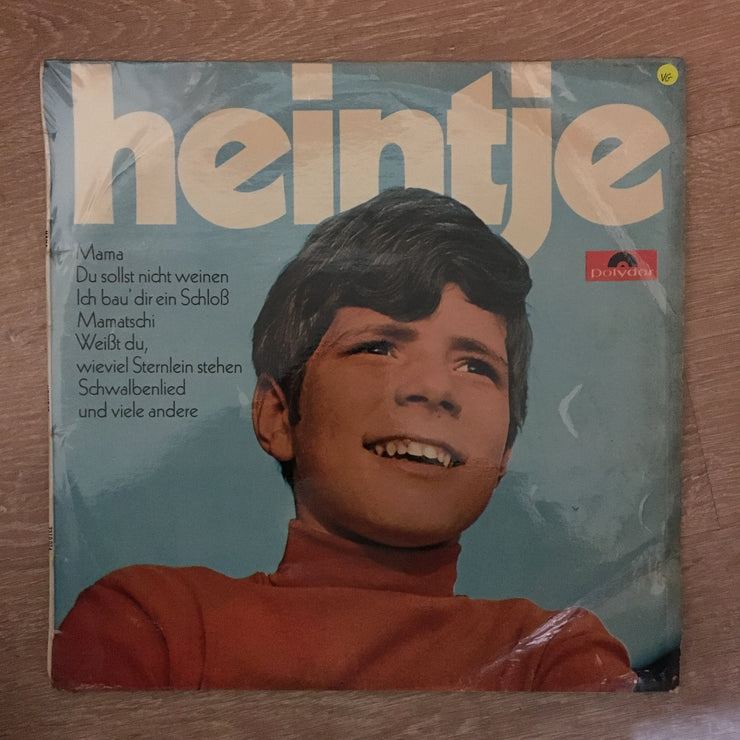 heintje
VG-
Mama
Du sollst nicht weinen
Ich bau' dir ein Schloß
Mamatschi
Weißt du,
wieviel Sternlein stehen
Schwalbenlied
und viele andere
Polydor